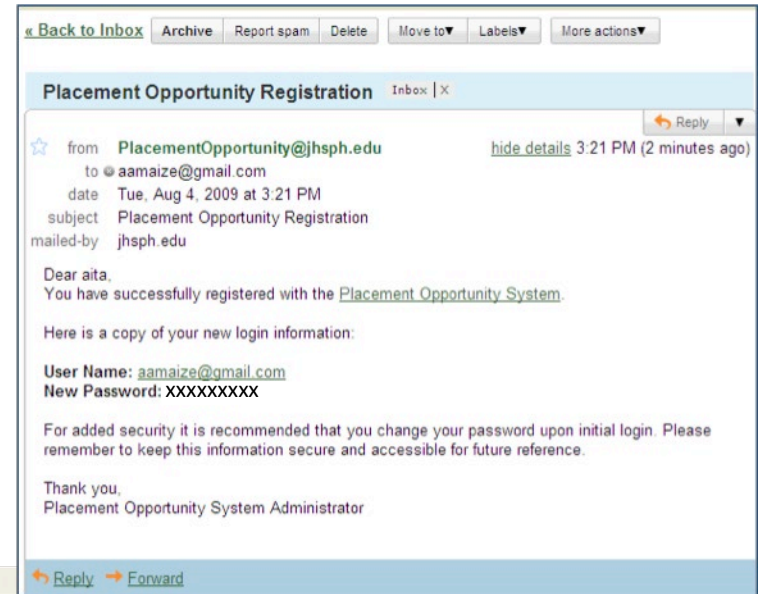 « Back to Inbox Archive Report spam Delete Move to▼ Labels▼ More actions▼
Placement Opportunity Registration Inbox | X
Reply ▼
from PlacementOpportunity@jhsph.edu hide details 3:21 PM (2 minutes ago)
to aamaize@gmail.com
date Tue, Aug 4, 2009 at 3:21 PM
subject Placement Opportunity Registration
mailed-by jhsph.edu
Dear aita,
You have successfully registered with the Placement Opportunity System.
Here is a copy of your new login information:
User Name: aamaize@gmail.com
New Password: XXXXXXXXX
For added security it is recommended that you change your password upon initial login. Please
remember to keep this information secure and accessible for future reference.
Thank you,
Placement Opportunity System Administrator
Reply Forward